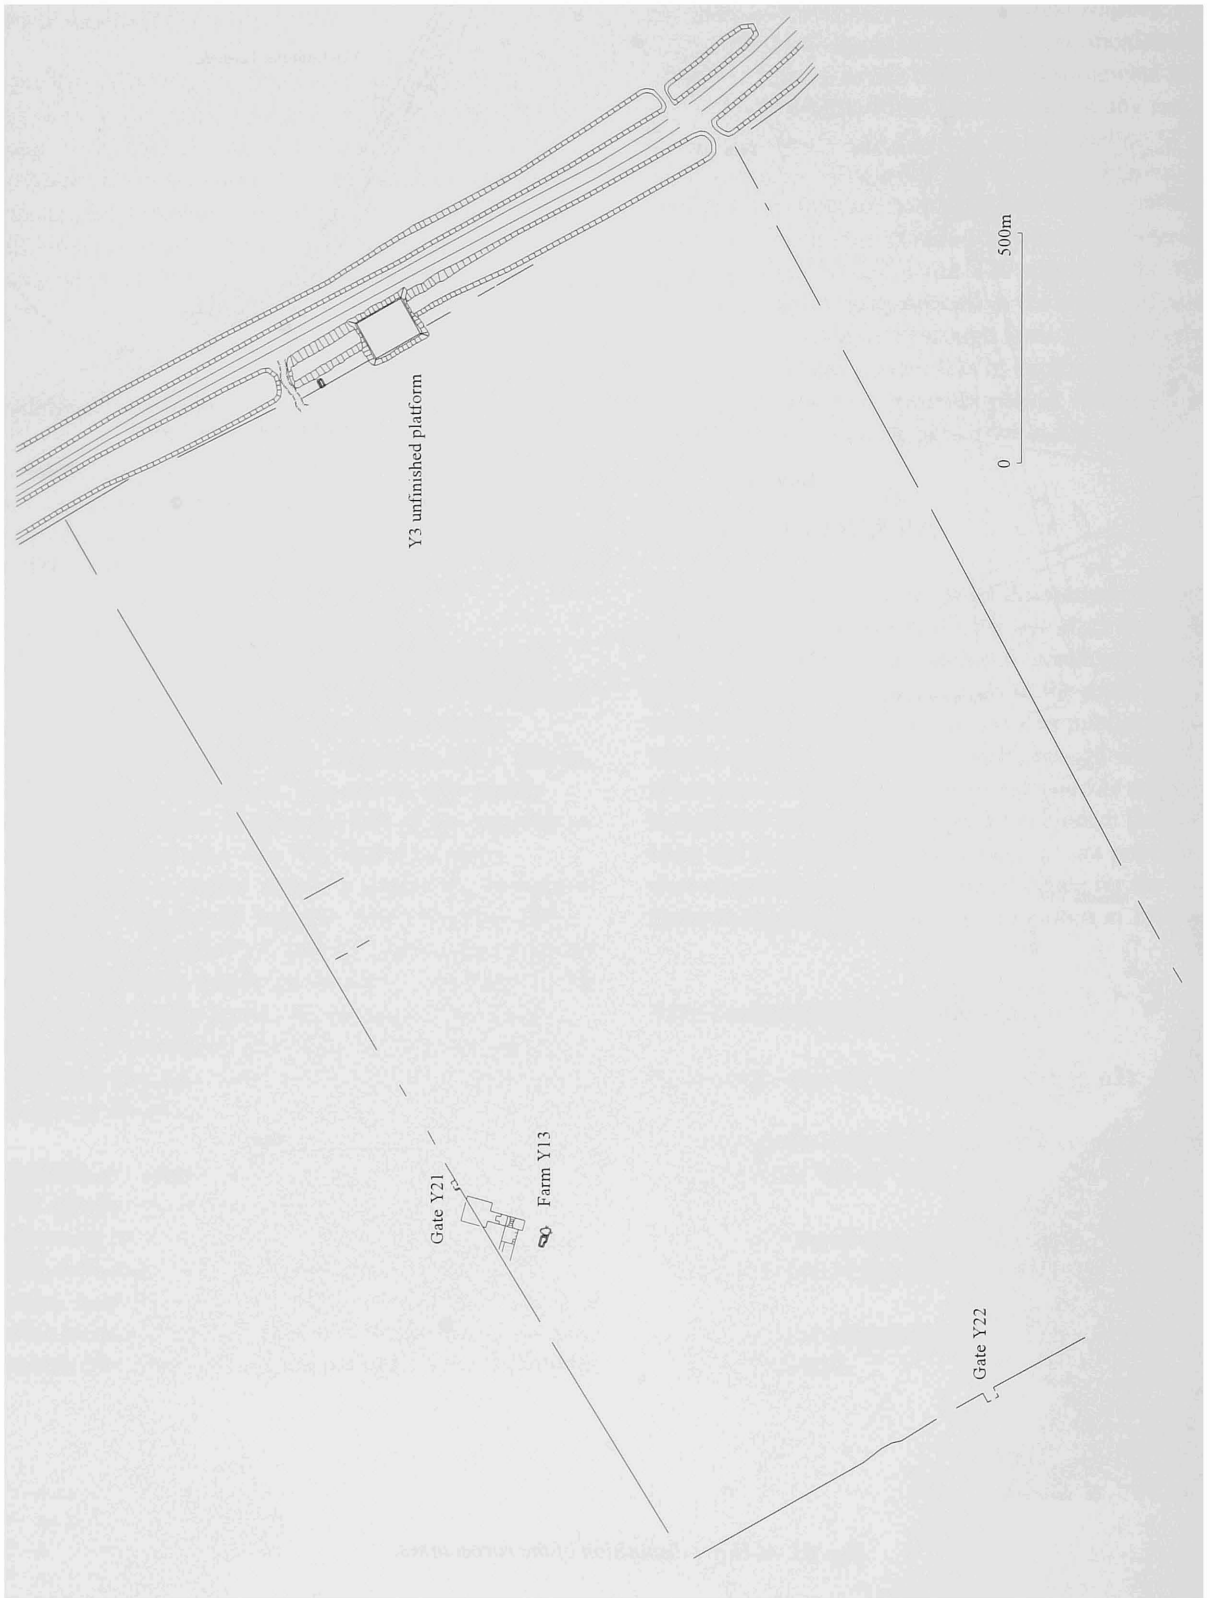 500m
0
Y3 unfinished platform
Gate Y21
Farm Y13
Gate Y22